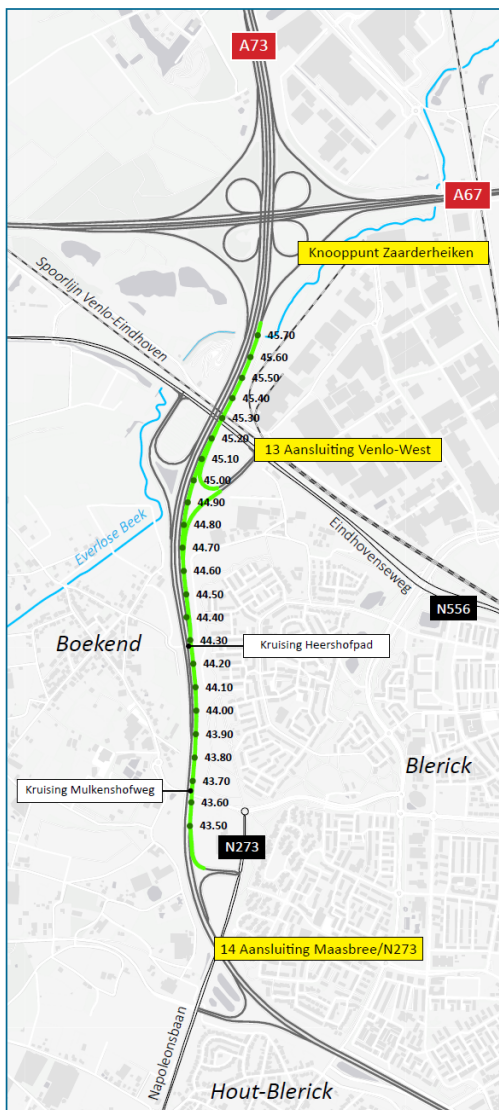 A73
A67
Knooppunt Zaarderheiken
Spoorlijn Venlo-Eindhoven
45.70
45.60
45.50
45.40
45.30
45.20
13 Aansluiting Venlo-West
45.10
45.00
44.90
44.80
Everlose Beek
Eindhovenseweg
44.70
44.60
N556
44.50
44.40
Boekend
44.30
Kruising Heershofpad
44.20
44.10
44.00
43.90
43.80
Blerick
43.70
Kruising Mulkenshofweg
43.60
43.50
N273
14 Aansluiting Maasbree/N273
Napoleonsbaan
Hout-Blerick